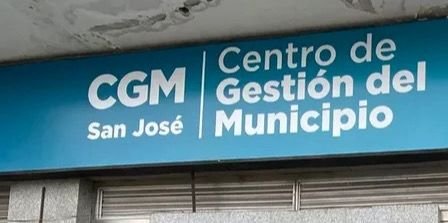 CGM
San José
Centro de
Gestión del
Municipio